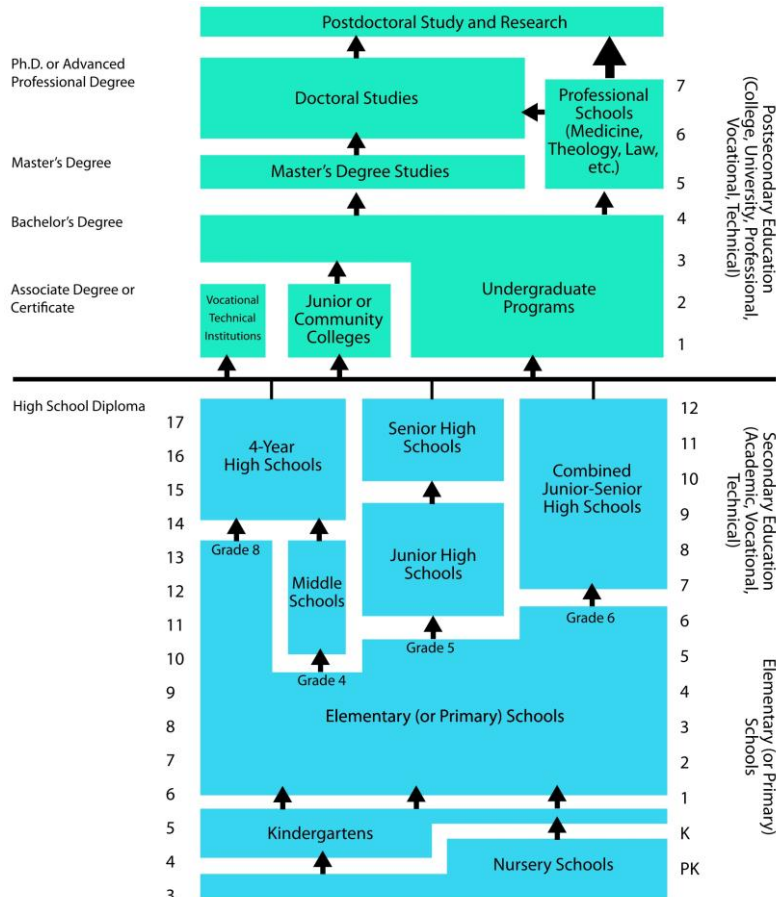 Postdoctoral Study and Research
Ph.D. or Advanced
Professional Degree
Doctoral Studies
Professional
Schools
(Medicine,
Theology, Law,
etc.)
7
6
Master's Degree
Master's Degree Studies
5
Bachelor's Degree
4
3
Associate Degree or
Certificate
Vocational
Technical
Institutions
Junior or
Community
Colleges
Undergraduate
Programs
2
1
Postsecondary Education
(College, University, Professional,
Vocational, Technical)
High School Diploma
17
16
15
14
13
12
11
10
9
8
7
6
5
4
3
4-Year
High Schools
Senior High
Schools
Combined
Junior-Senior
High Schools
Grade 8
Middle
Schools
Junior High
Schools
Grade 4
Grade 5
Grade 6
Elementary (or Primary) Schools
Kindergartens
Nursery Schools
12
11
10
9
8
7
6
5
4
3
2
1
K
PK
Secondary Education
(Academic, Vocational,
Technical)
Elementary (or Primary)
Schools